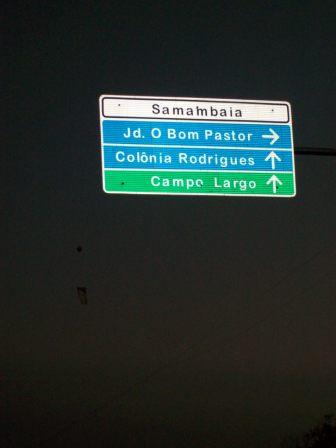 Samambaia
Jd. O Bom Pastor →
Colônia Rodrigues ↑
Campo Largo ↑